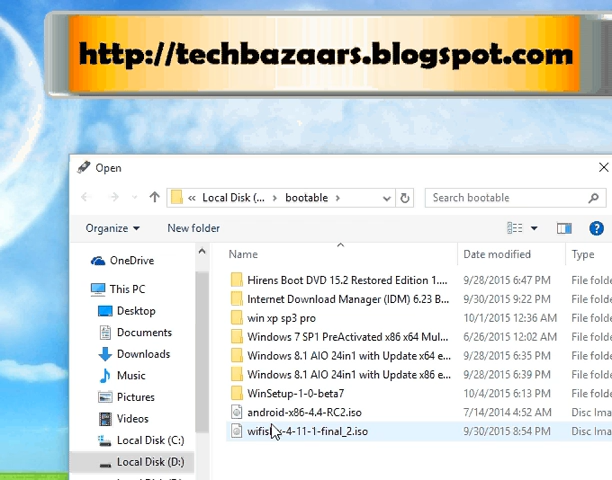 http://techbazaars.blogspot.com
Open
« Local Disk (... > bootable >
Search bootable
Organize
New folder
Name
Date modified
Type
OneDrive
This PC
Desktop
Documents
Downloads
Music
Pictures
Videos
Local Disk (C:)
Local Disk (D:)
Hirens Boot DVD 15.2 Restored Edition 1.... 9/28/2015 6:47 PM File folde
Internet Download Manager (IDM) 6.23 B... 9/30/2015 9:22 PM File folde
win xp sp3 pro 10/1/2015 12:36 AM File folde
Windows 7 SP1 PreActivated x86 x64 Mul... 6/26/2015 12:02 AM File folde
Windows 8.1 AIO 24in1 with Update x64 e... 9/28/2015 6:35 PM File folde
Windows 8.1 AIO 24in1 with Update x86 e... 9/28/2015 6:39 PM File folde
WinSetup-1-0-beta7 10/4/2015 6:13 PM File folde
android-x86-4.4-RC2.iso 7/14/2014 4:52 AM Disc Ima
-4-11-1-final_2.iso 9/30/2015 8:54 PM Disc Ima